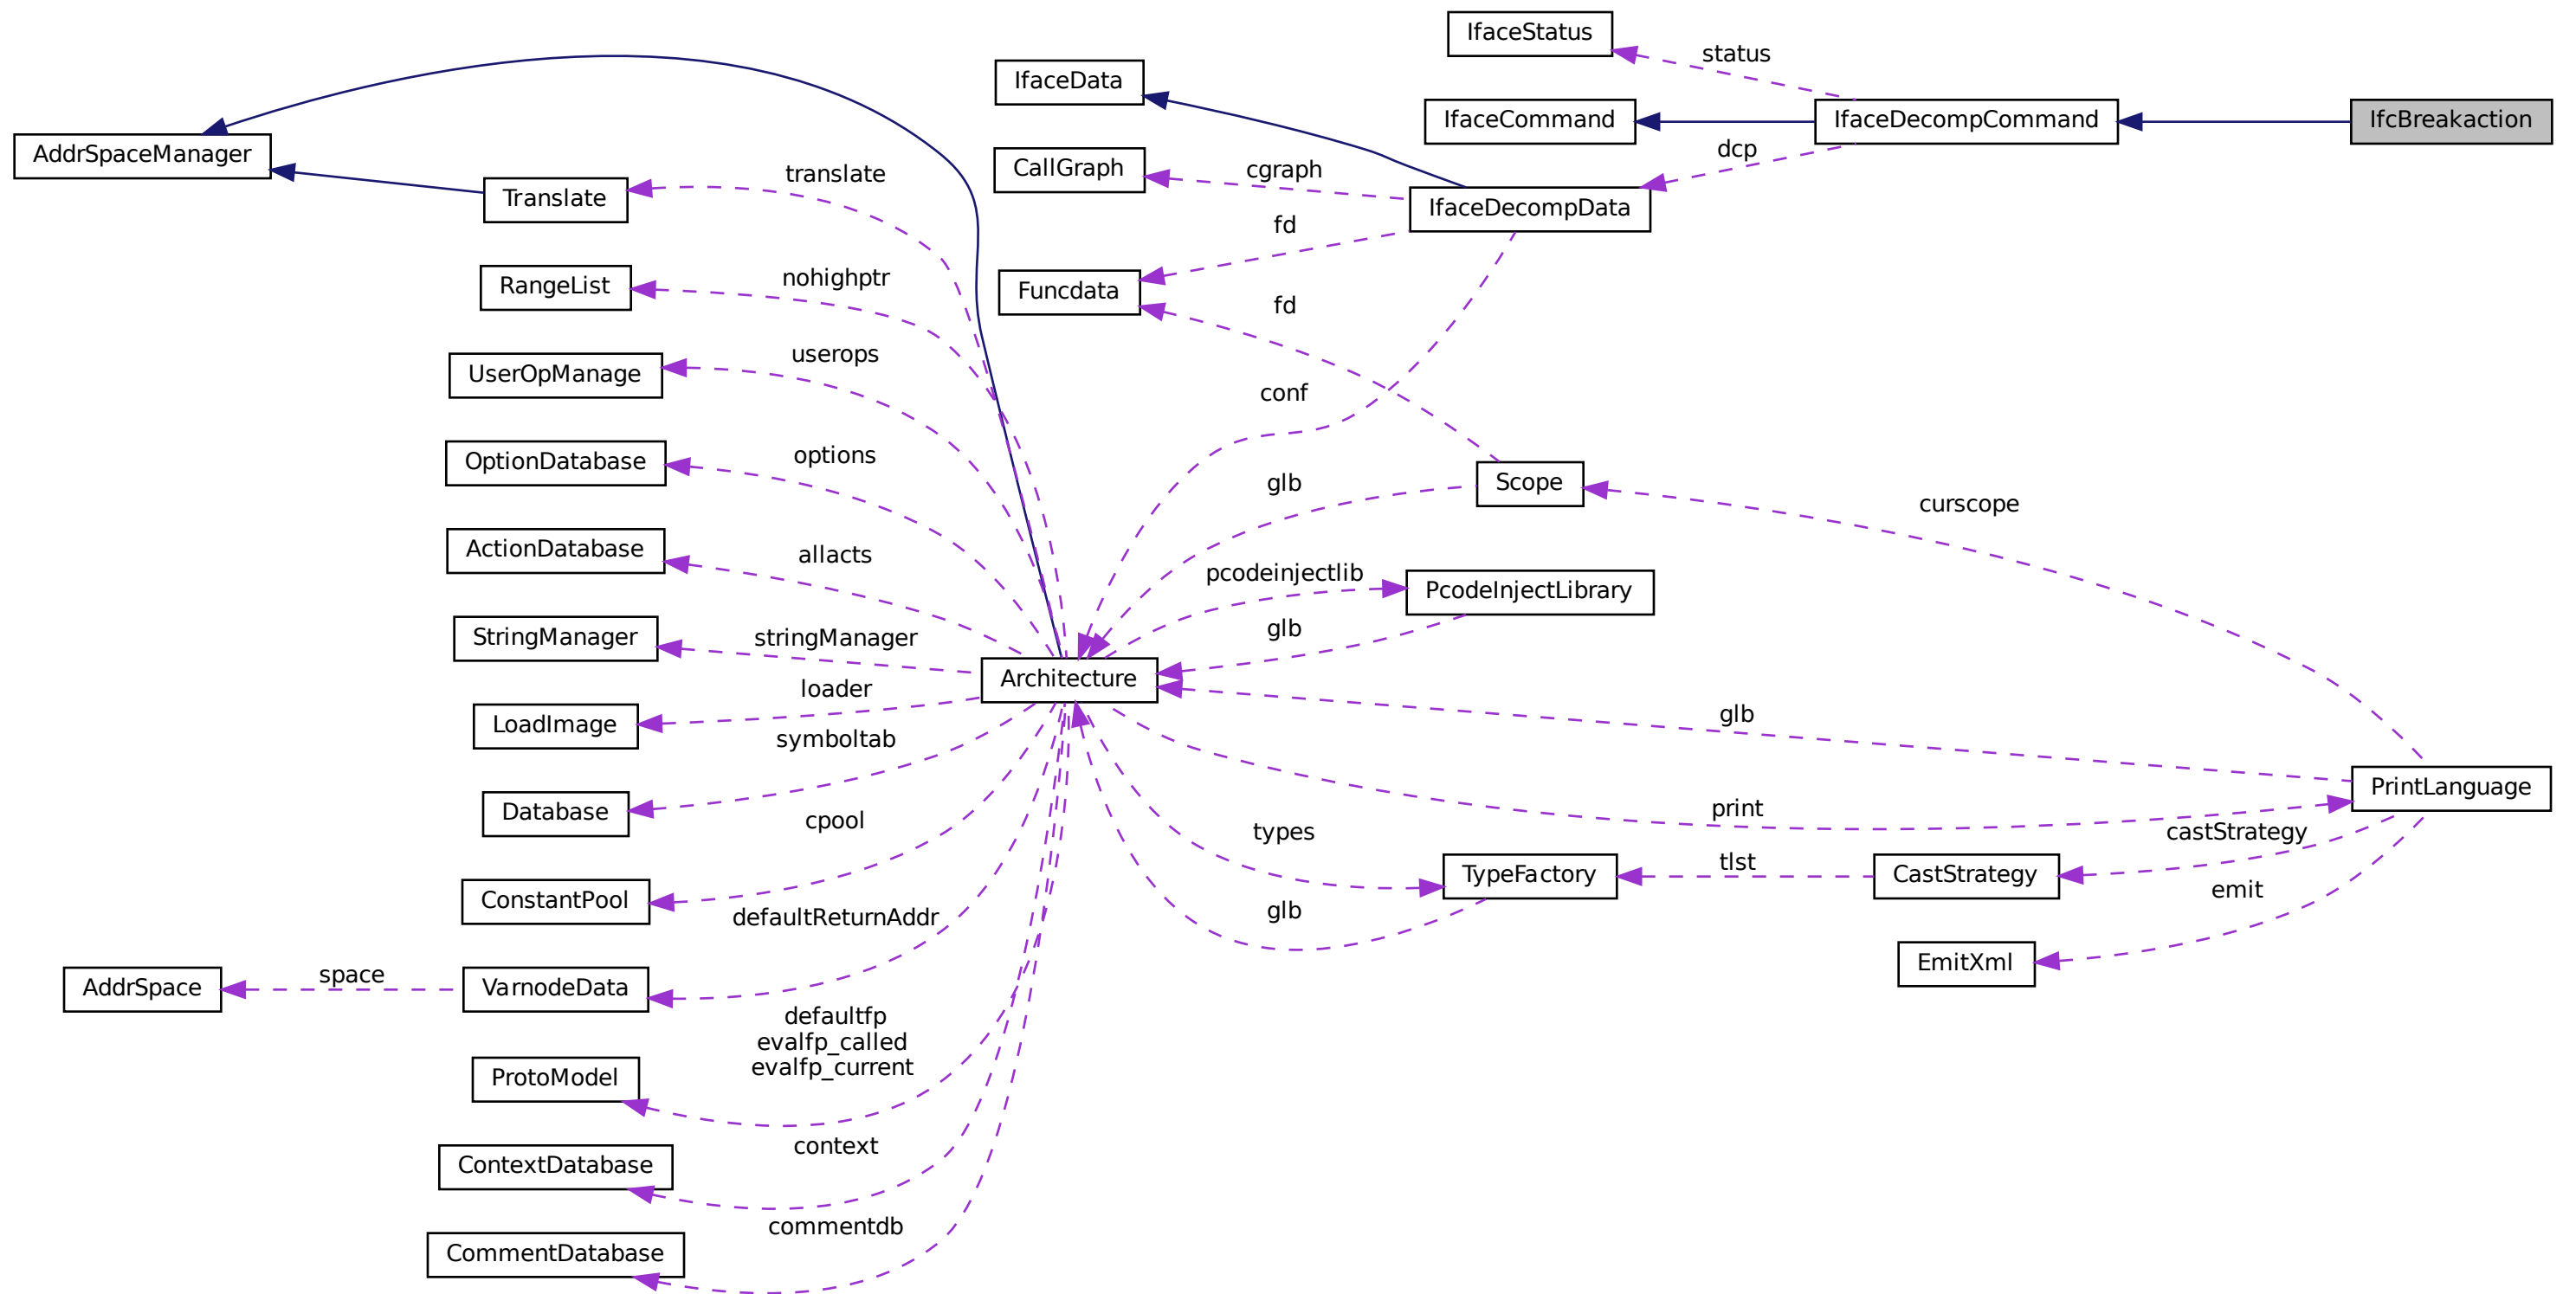 IfaceStatus
status
IfaceData
IfaceCommand
IfaceDecompCommand
IfcBreakaction
AddrSpaceManager
translate
CallGraph
cgraph
dcp
Translate
IfaceDecompData
fd
nohighptr
RangeList
Funcdata
fd
userops
UserOpManage
conf
options
OptionDatabase
glb
Scope
curscope
ActionDatabase
allacts
pcodeinjectlib
PcodeInjectLibrary
StringManager
stringManager
glb
Architecture
loader
LoadImage
glb
symboltab
PrintLanguage
Database
print
cpool
types
castStrategy
ConstantPool
TypeFactory
tlst
CastStrategy
defaultReturnAddr
glb
emit
AddrSpace
space
VarnodeData
EmitXml
defaultfp
evalfp_called
evalfp_current
ProtoModel
context
ContextDatabase
commentdb
CommentDatabase